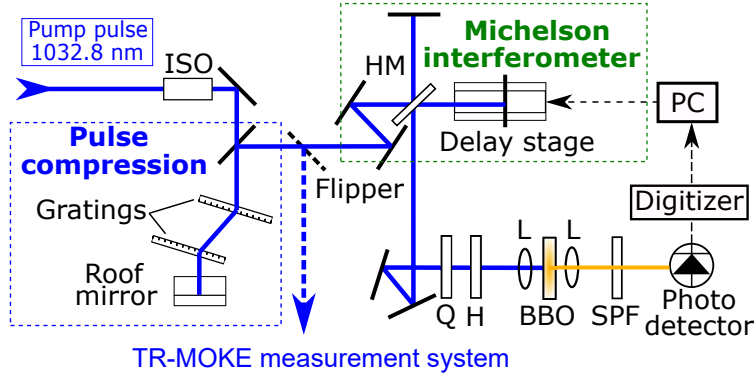 Pump pulse
1032.8 nm
ISO
Michelson
interferometer
HM
PC
Delay stage
Pulse
compression
Flipper
Gratings
Digitizer
Roof
mirror
L
L
Q
H
BBO
SPF
Photo
detector
TR-MOKE measurement system